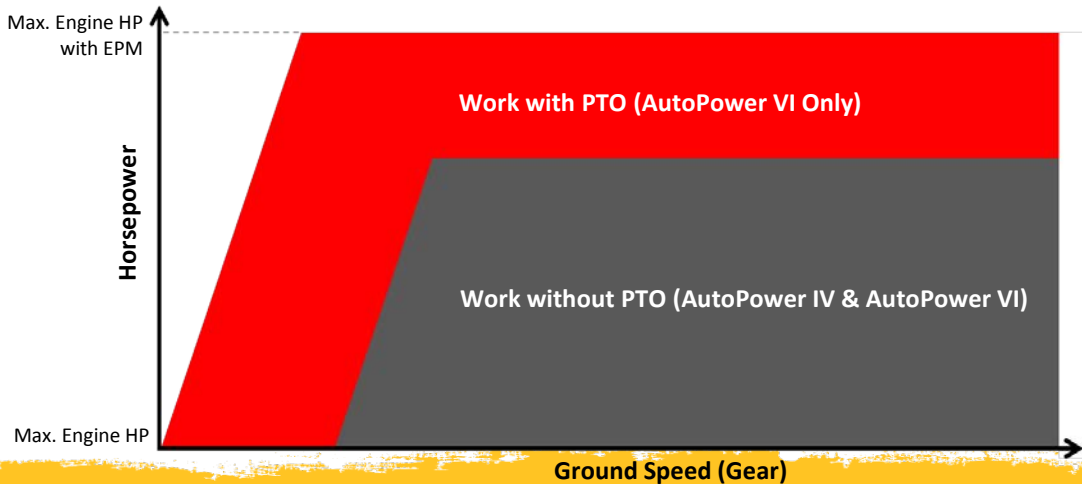 Max. Engine HP
with EPM
Work with PTO (AutoPower VI Only)
Horsepower
Work without PTO (AutoPower IV & AutoPower VI)
Max. Engine HP
Ground Speed (Gear)